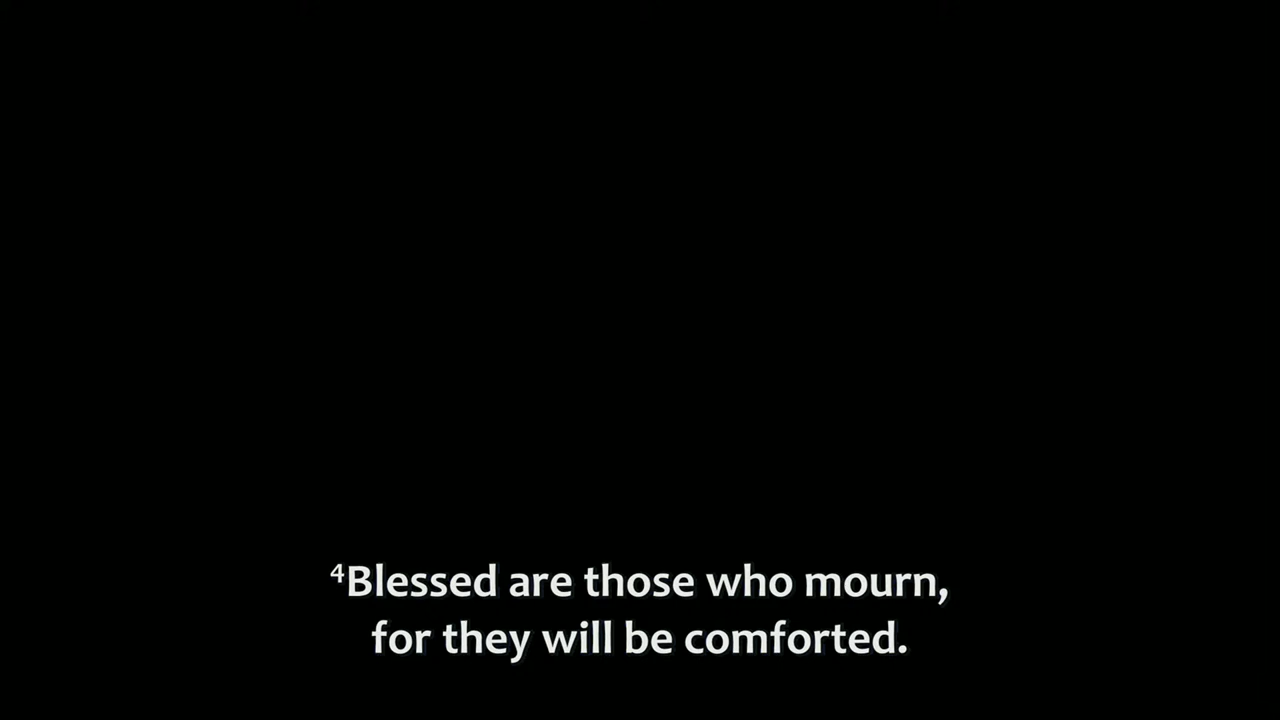 ⁴Blessed are those who mourn,
for they will be comforted.